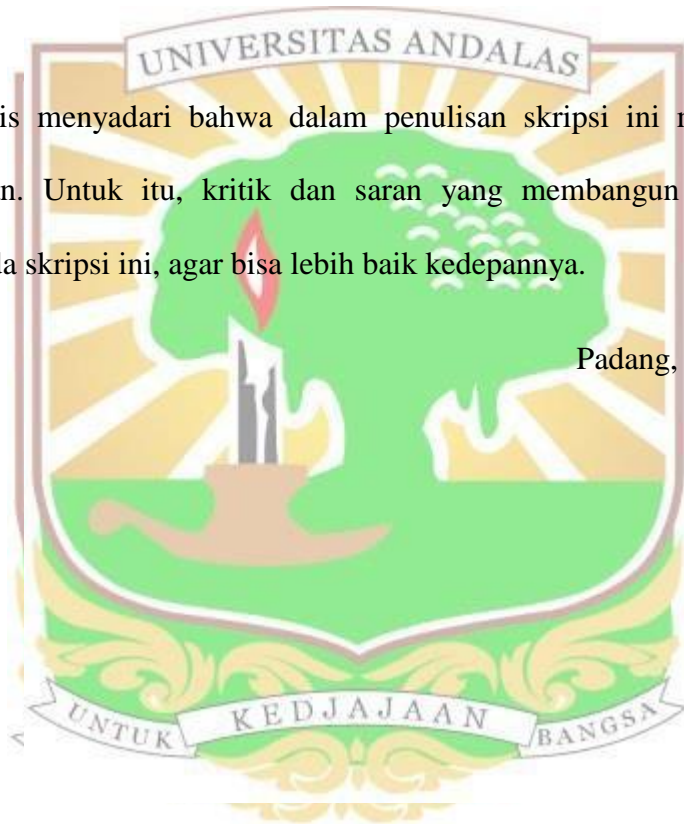 UNIVERSITAS ANDALAS
is menyadari bahwa dalam penulisan skripsi ini
n. Untuk itu, kritik dan saran yang membangun
la skripsi ini, agar bisa lebih baik kedepannya.
Padang,
UNTUK KEDJAJAAN BANGSA